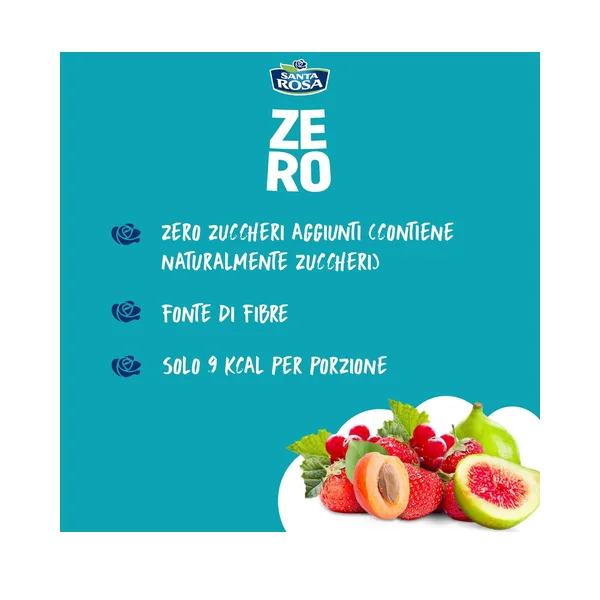 SANTA
ROSA
ZE
RO
ZERO ZUCCHERI AGGIUNTI (CONTIENE
NATURALMENTE ZUCCHERI)
FONTE DI FIBRE
SOLO 9 KCAL PER PORZIONE